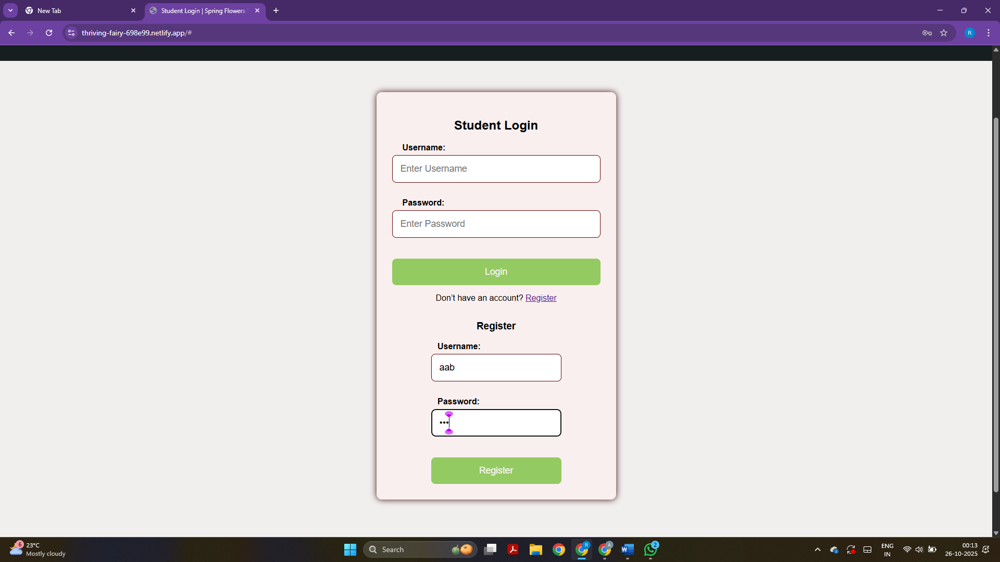 New Tab
Student Login | Spring Flowers
thriving-fairy-698e99.netlify.app/#
R
Student Login
Username:
Enter Username
Password:
Enter Password
Login
Don't have an account? Register
Register
Username:
aab
Password:
•••
Register
6
23°C
Mostly cloudy
Search
R
A
W
2
ENG
IN
00:13
26-10-2025